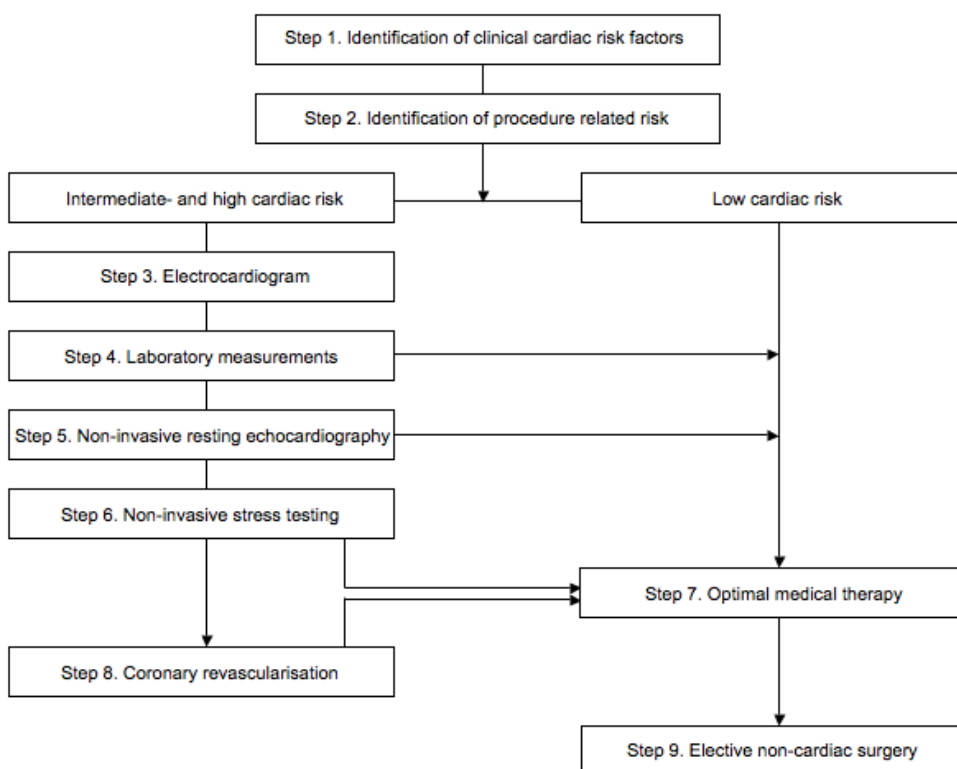 Step 1. Identification of clinical cardiac risk factors
Step 2. Identification of procedure related risk
Intermediate- and high cardiac risk
Low cardiac risk
Step 3. Electrocardiogram
Step 4. Laboratory measurements
Step 5. Non-invasive resting echocardiography
Step 6. Non-invasive stress testing
Step 7. Optimal medical therapy
Step 8. Coronary revascularisation
Step 9. Elective non-cardiac surgery